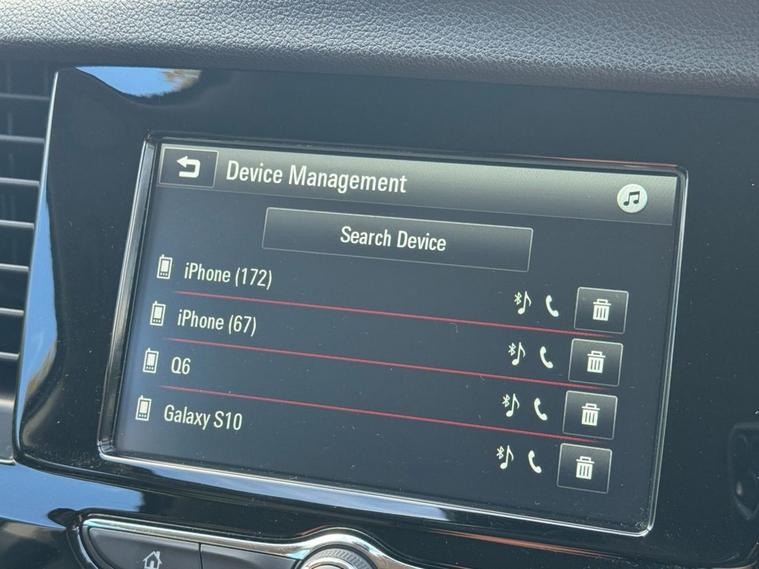 Device Management
Search Device
iPhone (172)
iPhone (67)
Q6
Galaxy S10